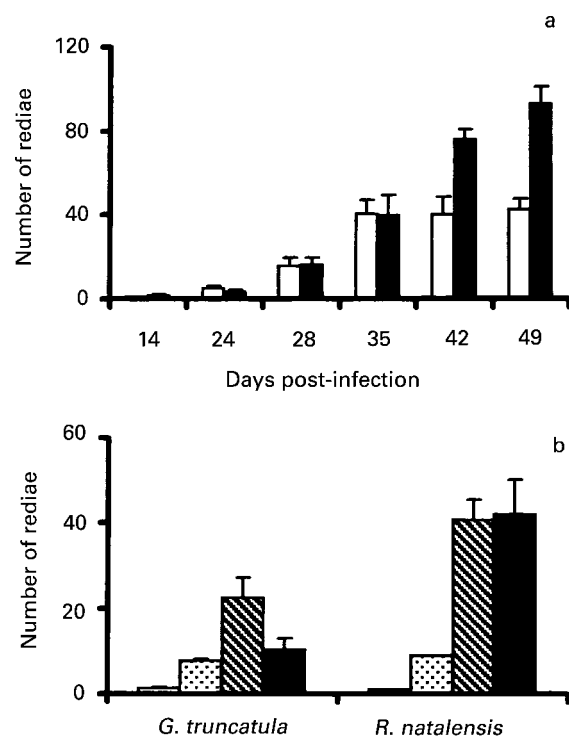 a
120
80
40
0
Number of rediae
14 24 28 35 42 49
Days post-infection
b
60
40
20
0
Number of rediae
G. truncatula R. natalensis